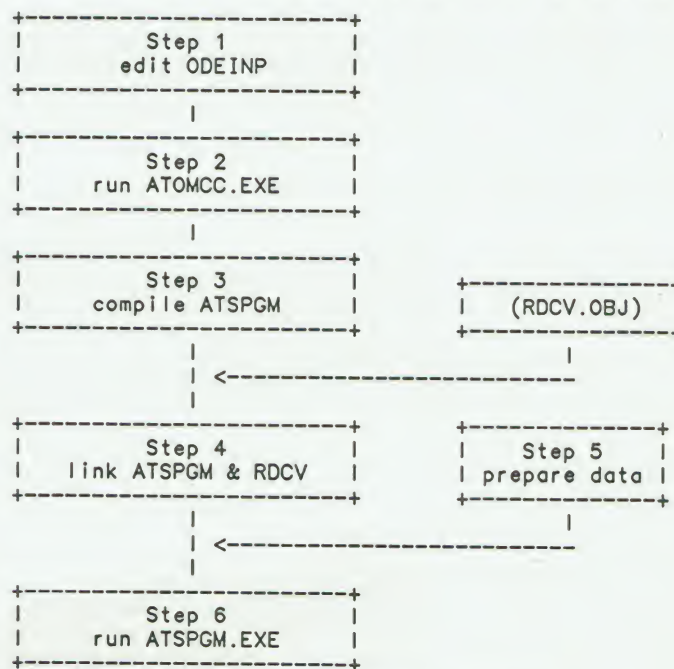 Step 1
edit ODEINP
Step 2
run ATOMCC.EXE
Step 3
compile ATSPGM
(RDCV.OBJ)
Step 4
link ATSPGM & RDCV
Step 5
prepare data
Step 6
run ATSPGM.EXE